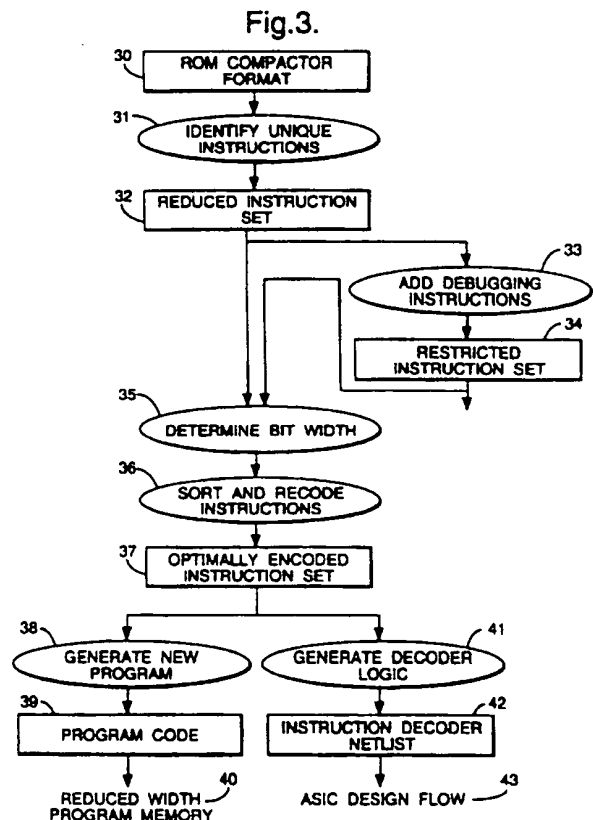 Fig.3.
30
ROM COMPACTOR
FORMAT
31
IDENTIFY UNIQUE
INSTRUCTIONS
32
REDUCED INSTRUCTION
SET
33
ADD DEBUGGING
INSTRUCTIONS
34
RESTRICTED
INSTRUCTION SET
35
DETERMINE BIT WIDTH
36
SORT AND RECODE
INSTRUCTIONS
37
OPTIMALLY ENCODED
INSTRUCTION SET
38
GENERATE NEW
PROGRAM
41
GENERATE DECODER
LOGIC
39
PROGRAM CODE
42
INSTRUCTION DECODER
NETLIST
40
REDUCED WIDTH
PROGRAM MEMORY
43
ASIC DESIGN FLOW